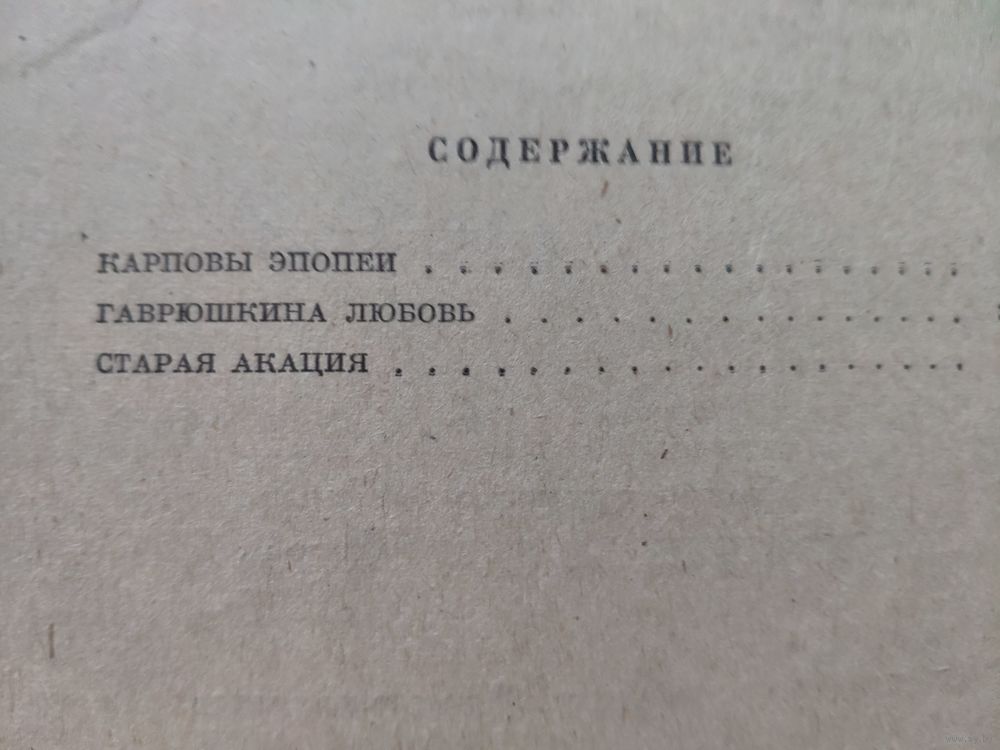 СОДЕРЖАНИЕ
КАРПОВЫ ЭПОПЕИ . . . . . . . . . . . . . . . .
ГАВРЮШКИНА ЛЮБОВЬ . . . . . . . . . . . . .
СТАРАЯ АКАЦИЯ . . . . . . . . . . . . . . . . .